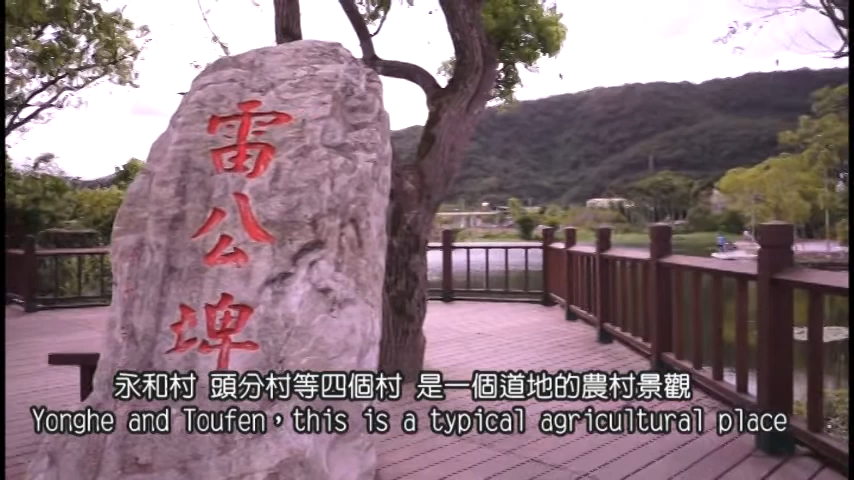 雷公埤
永和村 頭分村等四個村 是一個道地的農村景觀
Yonghe and Toufen，this is a typical agricultural place